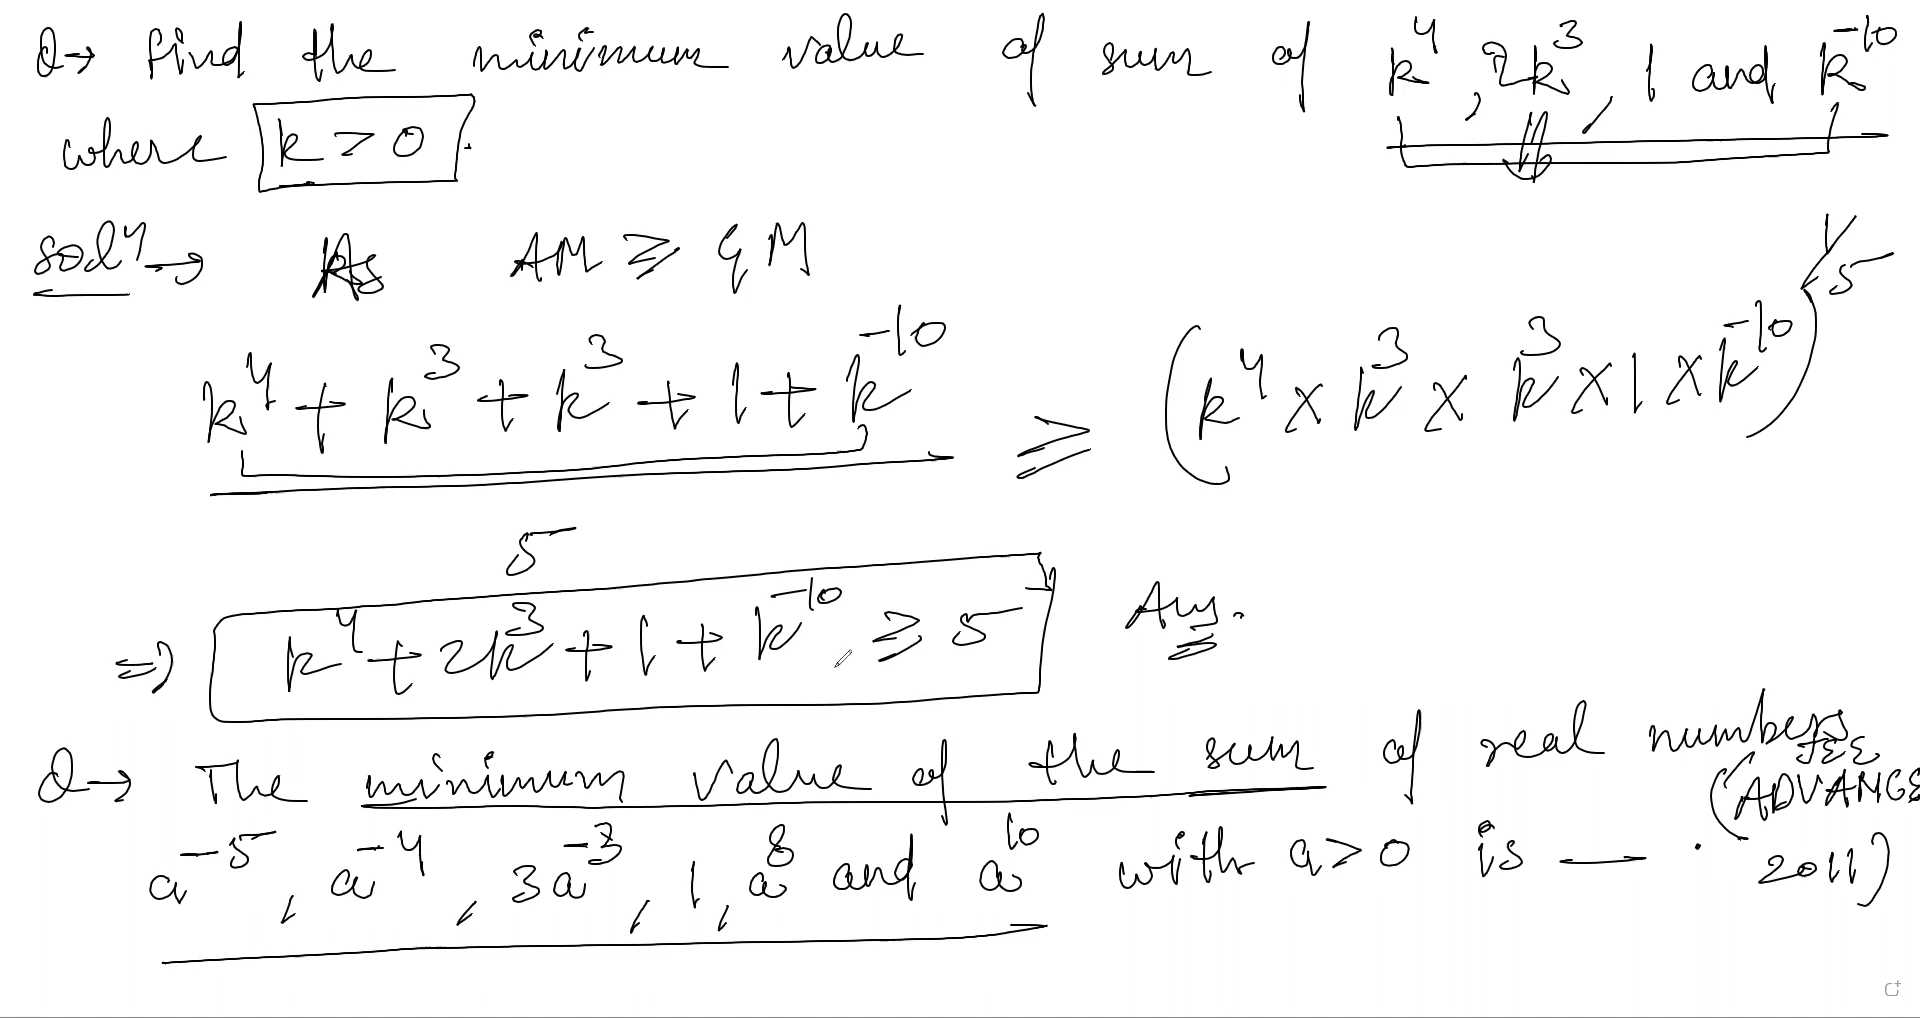 Q→ find the minimum value of sum of k⁴, 2k³, 1 and k⁻¹⁰
where k > 0.
solⁿ→ As AM ≥ GM
k⁴ + k³ + k³ + 1 + k⁻¹⁰ ≥ (k⁴ × k³ × k³ × 1 × k⁻¹⁰)^1/5
5
⇒ k⁴ + 2k³ + 1 + k⁻¹⁰ ≥ 5 Ans.
Q→ The minimum value of the sum of real numbers
a⁻⁵, a⁻⁴, 3a⁻³, 1, a⁸ and a¹⁰ with a > 0 is — .
(JEE
ADVANCE
2011)